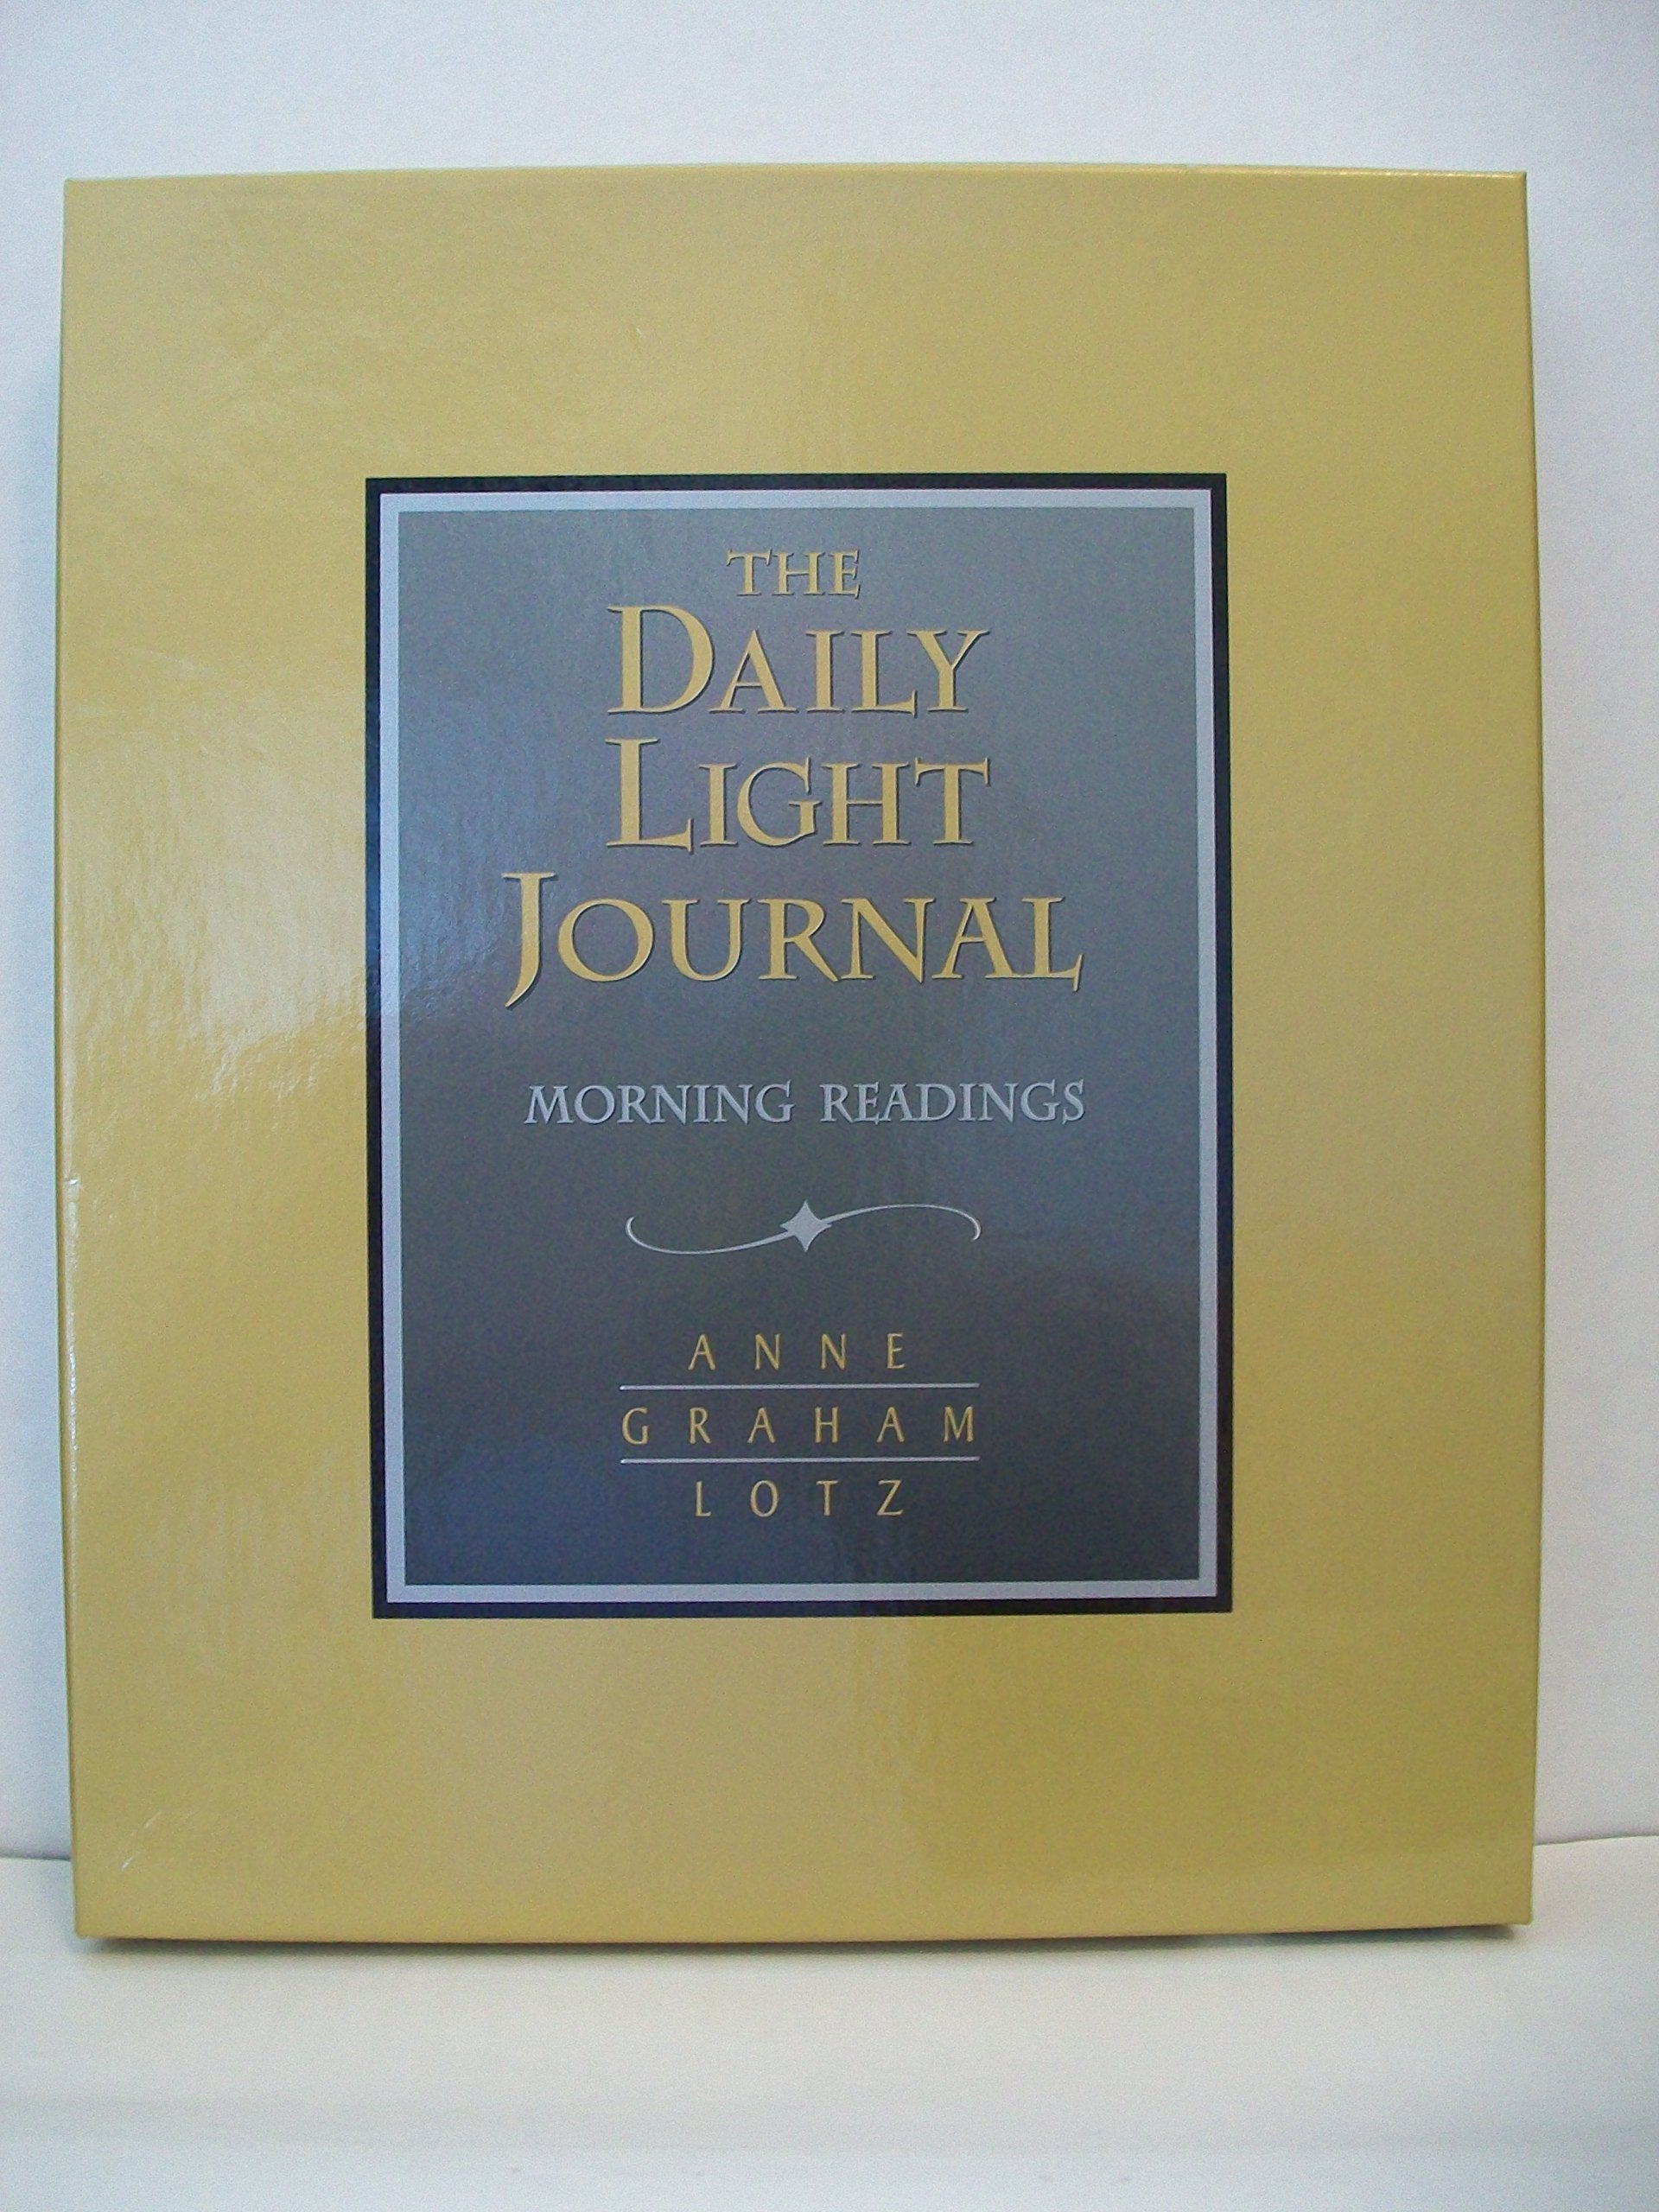 THE
DAILY
LIGHT
JOURNAL
MORNING READINGS
ANNE
GRAHAM
LOTZ